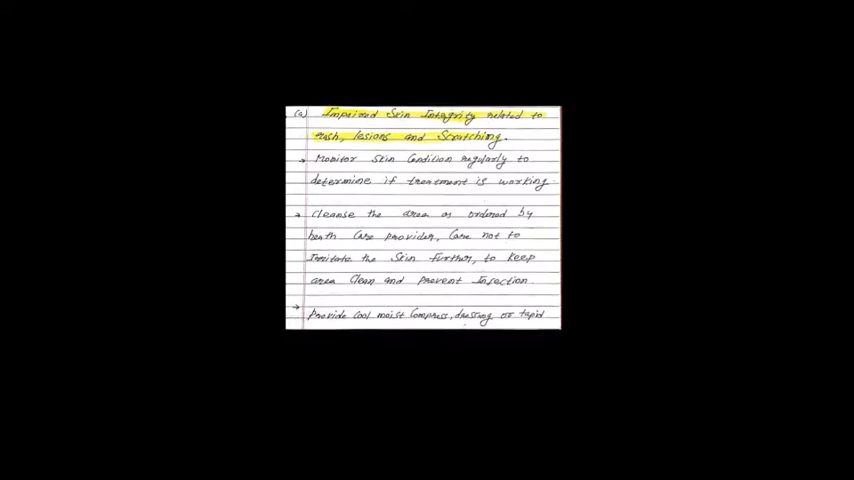 (a) Impaired Skin Integrity related to
rash, lesions and Scratching.
→ Monitor Skin Condition regularly to
determine if treatment is working.
→ Cleanse the area as ordered by
heath Care provider, Care not to
Irritate the Skin further, to keep
area Clean and prevent Infection
→ Provide Cool moist Compress, dressing or tapid